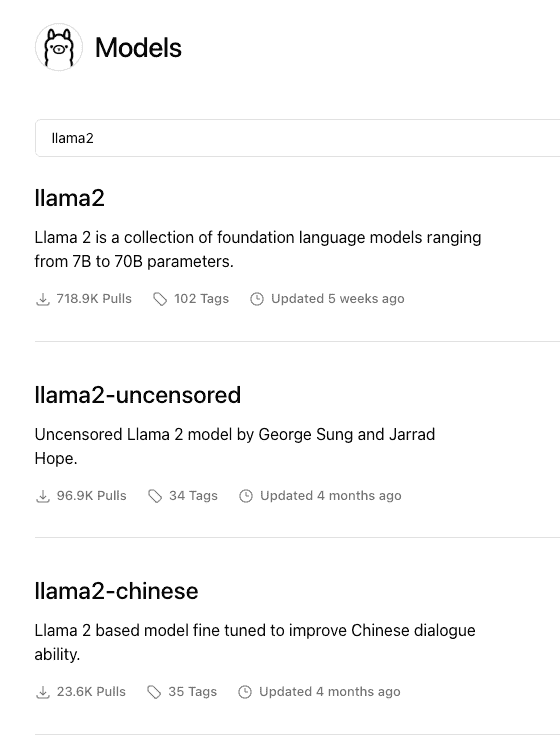 Models
llama2
llama2
Llama 2 is a collection of foundation language models ranging
from 7B to 70B parameters.
718.9K Pulls 102 Tags Updated 5 weeks ago
llama2-uncensored
Uncensored Llama 2 model by George Sung and Jarrad
Hope.
96.9K Pulls 34 Tags Updated 4 months ago
llama2-chinese
Llama 2 based model fine tuned to improve Chinese dialogue
ability.
23.6K Pulls 35 Tags Updated 4 months ago